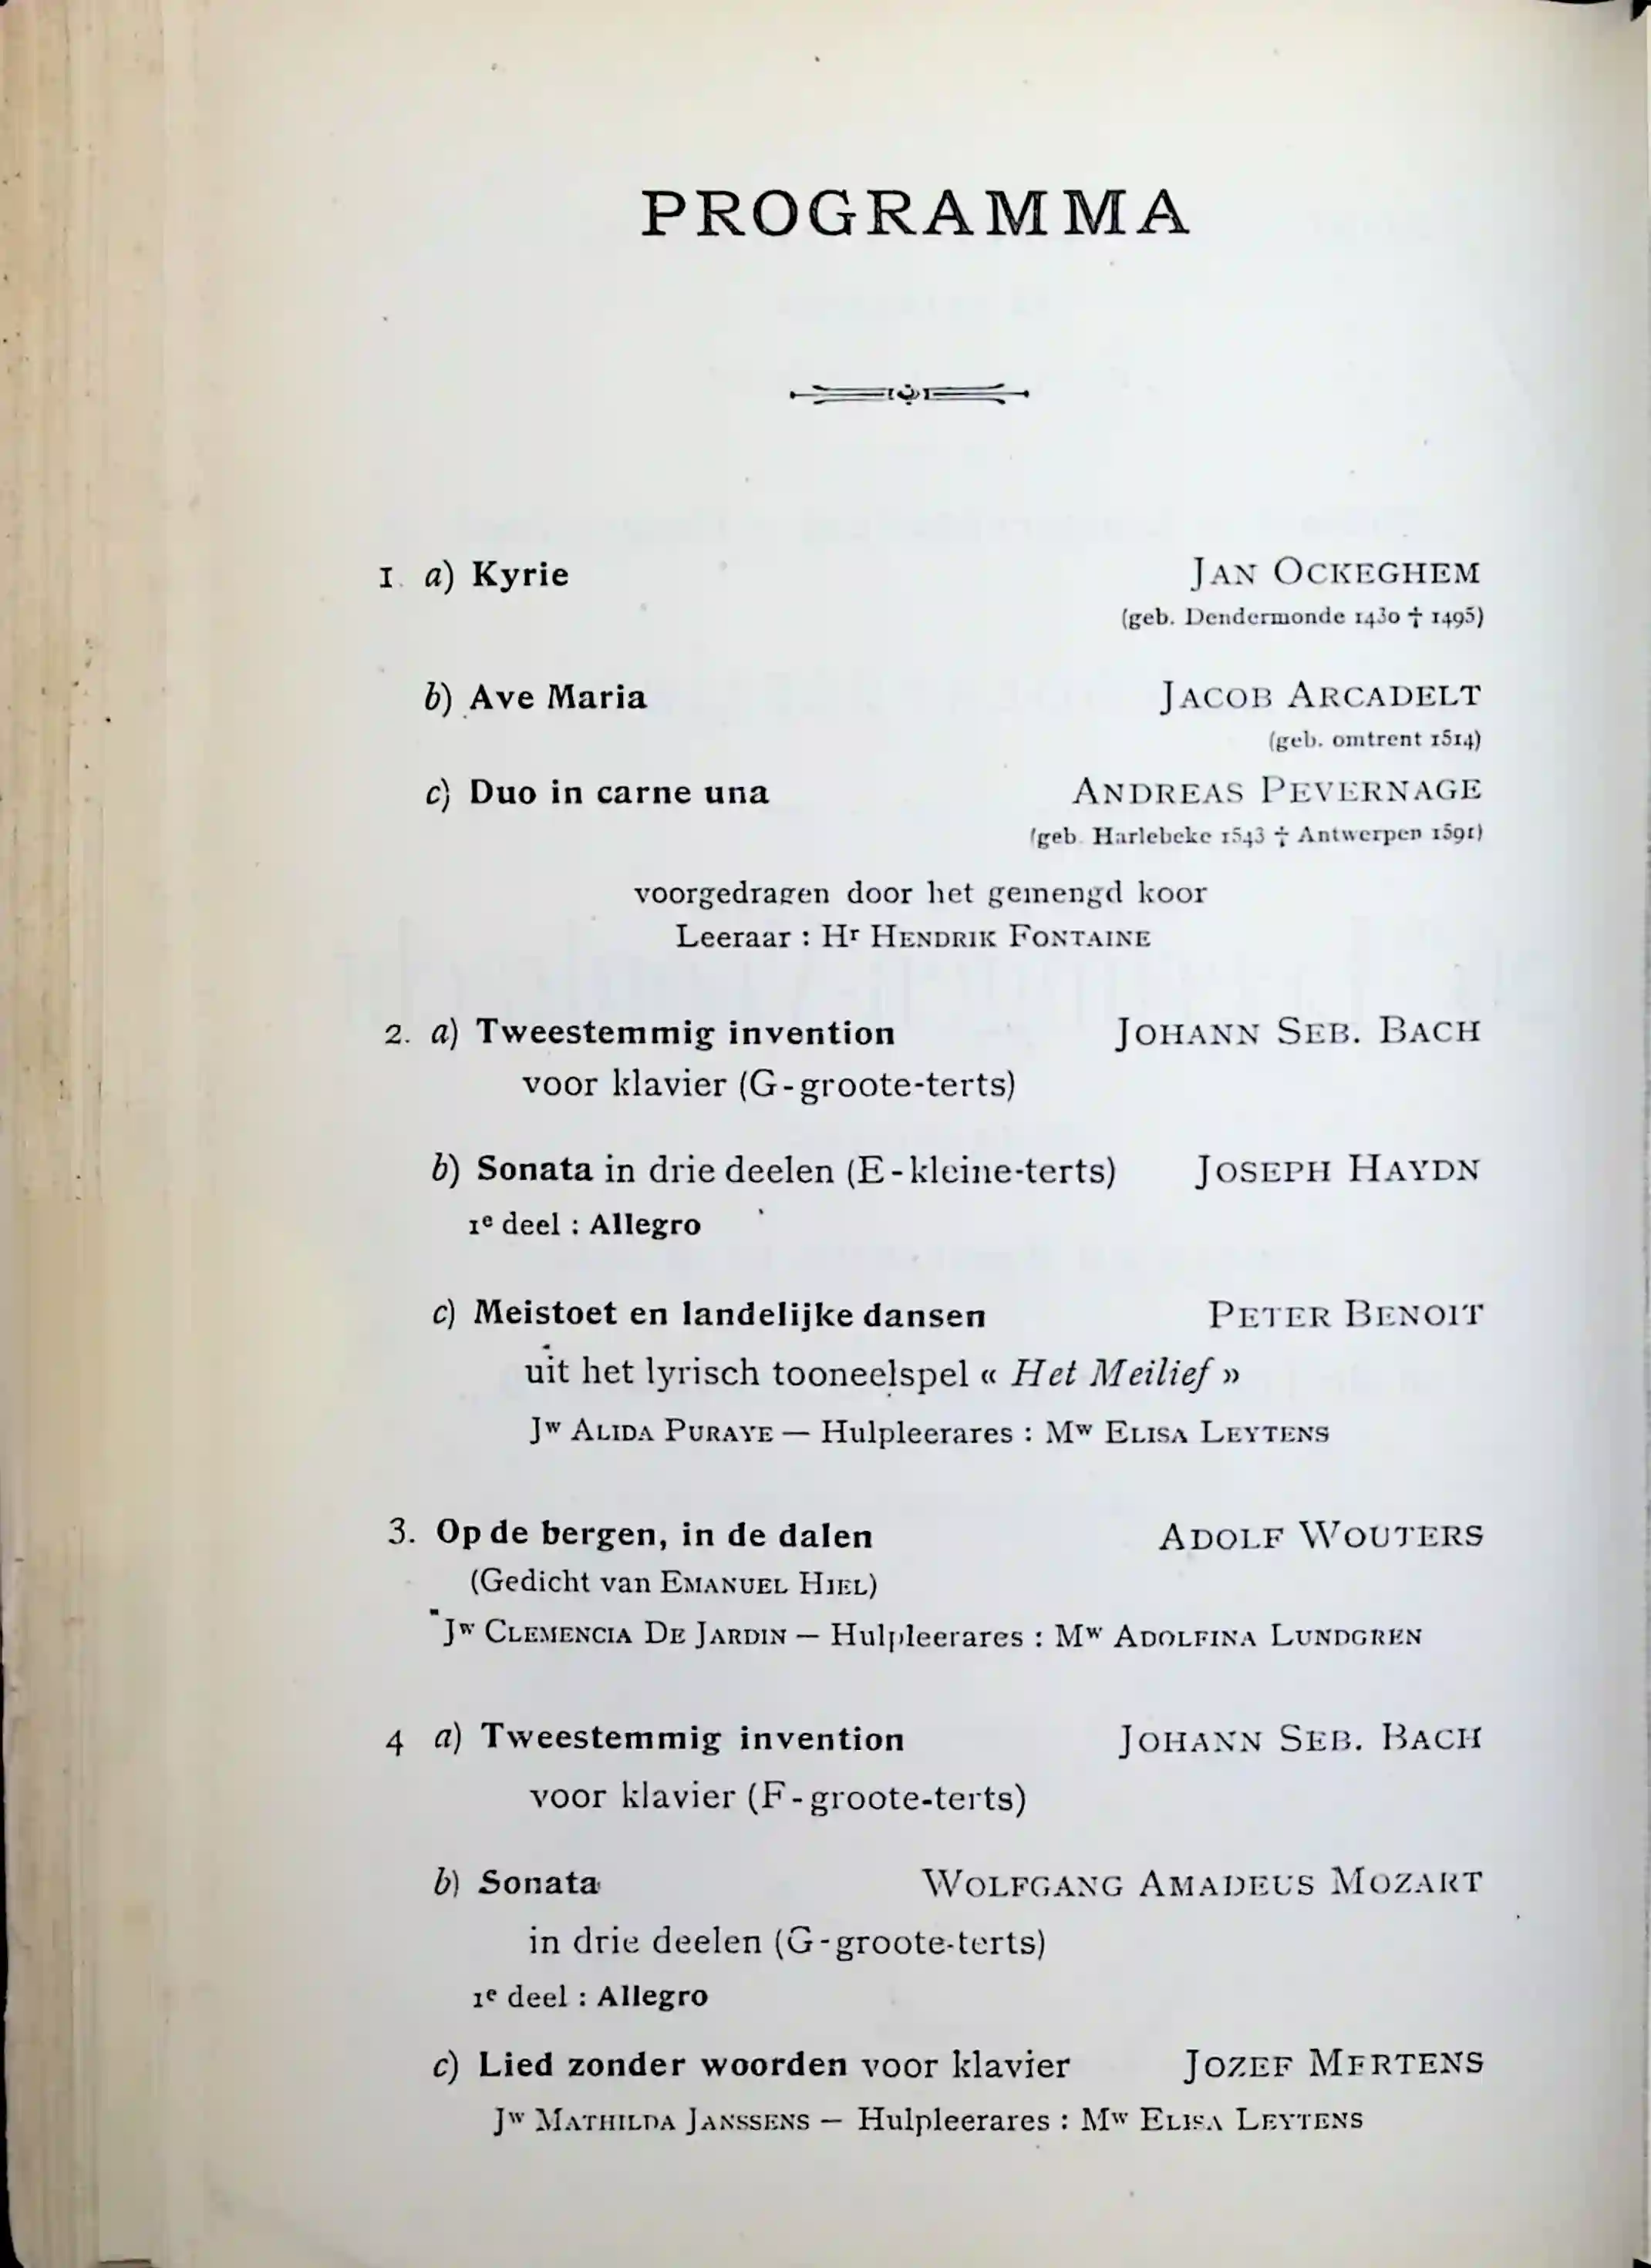 PROGRAMMA
1. a) Kyrie JAN OCKEGHEM
(geb. Dendermonde 1430 † 1495)
b) Ave Maria JACOB ARCADELT
(geb. omtrent 1514)
c) Duo in carne una ANDREAS PEVERNAGE
(geb. Harlebeke 1543 † Antwerpen 1591)
voorgedragen door het gemengd koor
Leeraar : Hr HENDRIK FONTAINE
2. a) Tweestemmig invention JOHANN SEB. BACH
voor klavier (G-groote-terts)
b) Sonata in drie deelen (E-kleine-terts) JOSEPH HAYDN
1e deel : Allegro
c) Meistoet en landelijke dansen PETER BENOIT
uit het lyrisch tooneelspel « Het Meilief »
Jw ALIDA PURAYE — Hulpleerares : Mw ELISA LEYTENS
3. Op de bergen, in de dalen ADOLF WOUTERS
(Gedicht van EMANUEL HIEL)
Jw CLEMENCIA DE JARDIN — Hulpleerares : Mw ADOLFINA LUNDGREN
4 a) Tweestemmig invention JOHANN SEB. BACH
voor klavier (F-groote-terts)
b) Sonata WOLFGANG AMADEUS MOZART
in drie deelen (G-groote-terts)
1e deel : Allegro
c) Lied zonder woorden voor klavier JOZEF MERTENS
Jw MATHILDA JANSSENS — Hulpleerares : Mw ELISA LEYTENS